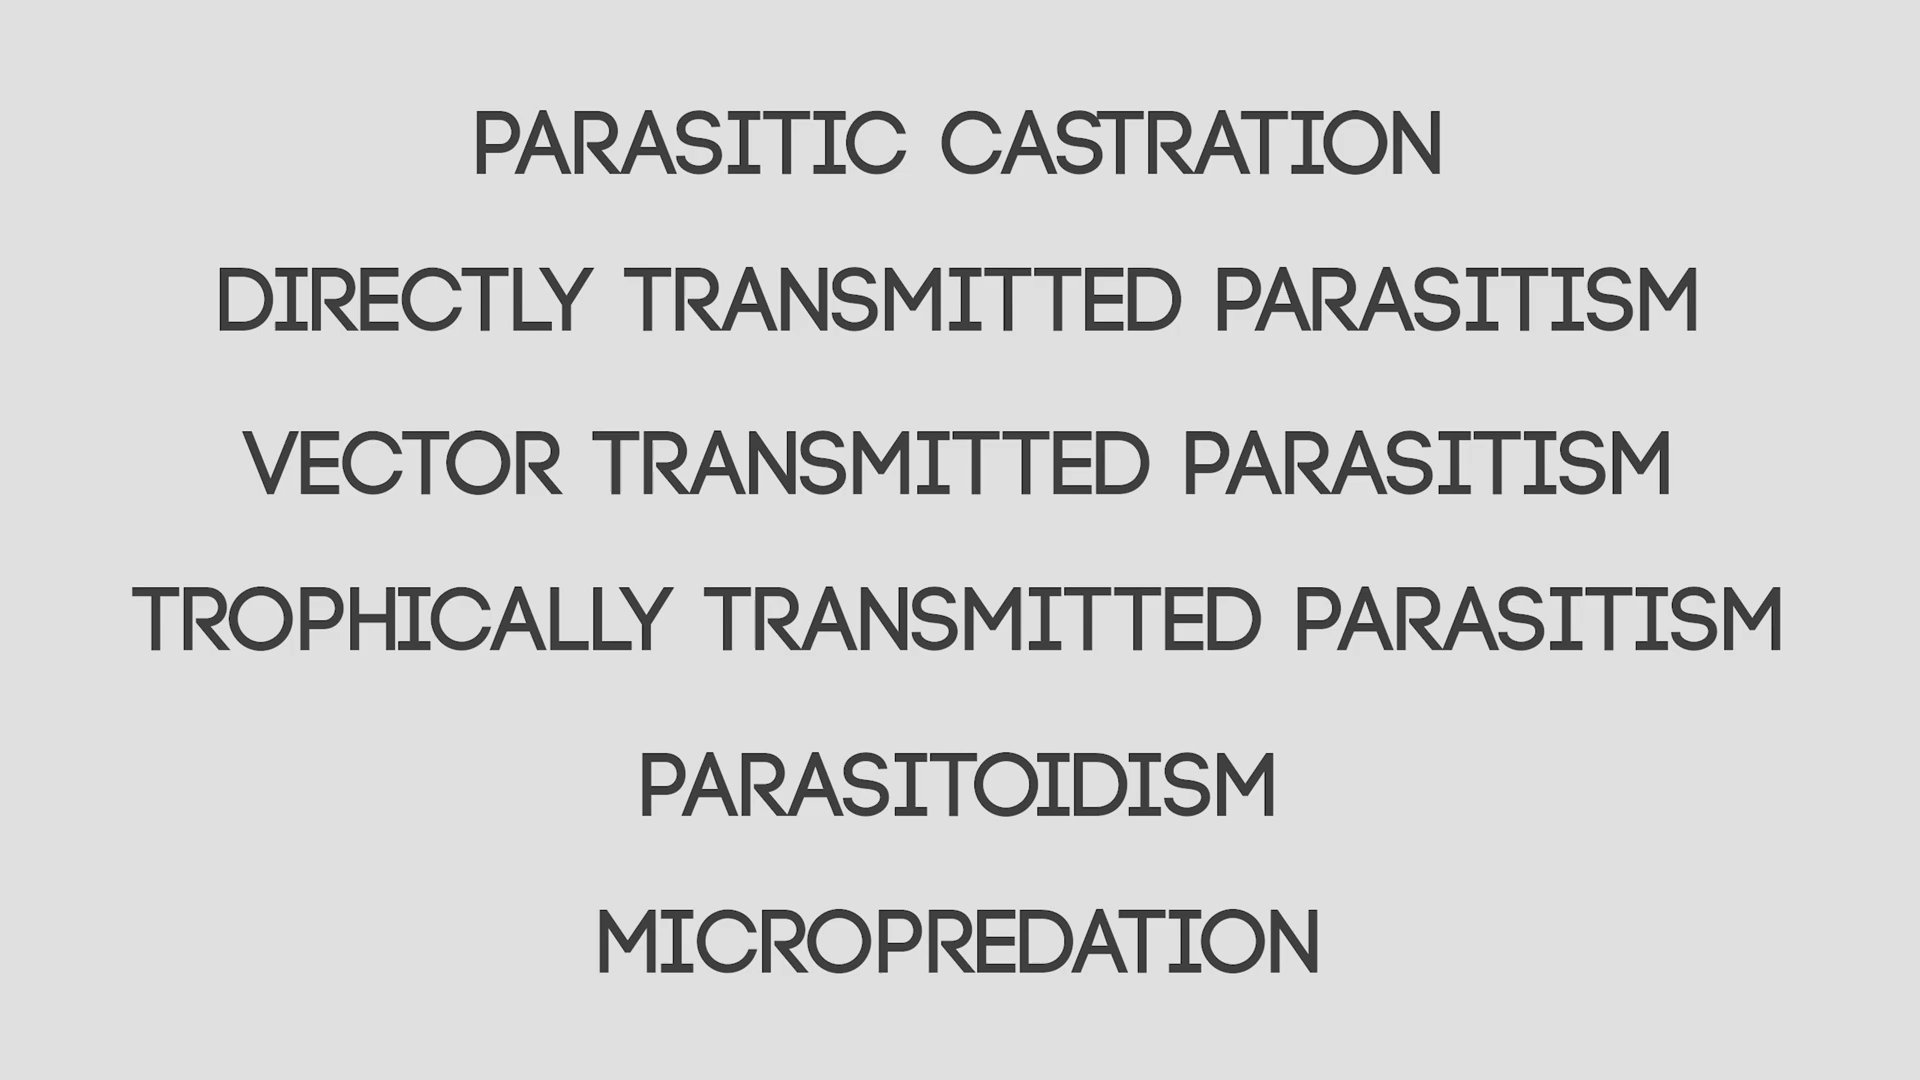 PARASITIC CASTRATION
DIRECTLY TRANSMITTED PARASITISM
VECTOR TRANSMITTED PARASITISM
TROPHICALLY TRANSMITTED PARASITISM
PARASITOIDISM
MICROPREDATION